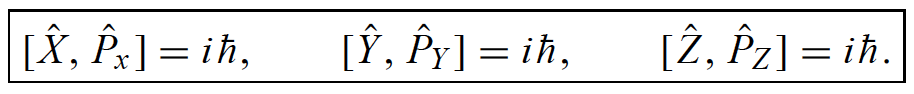 [X̂, P̂ₓ] = iħ, [Ŷ, P̂_Y] = iħ, [Ẑ, P̂_Z] = iħ.